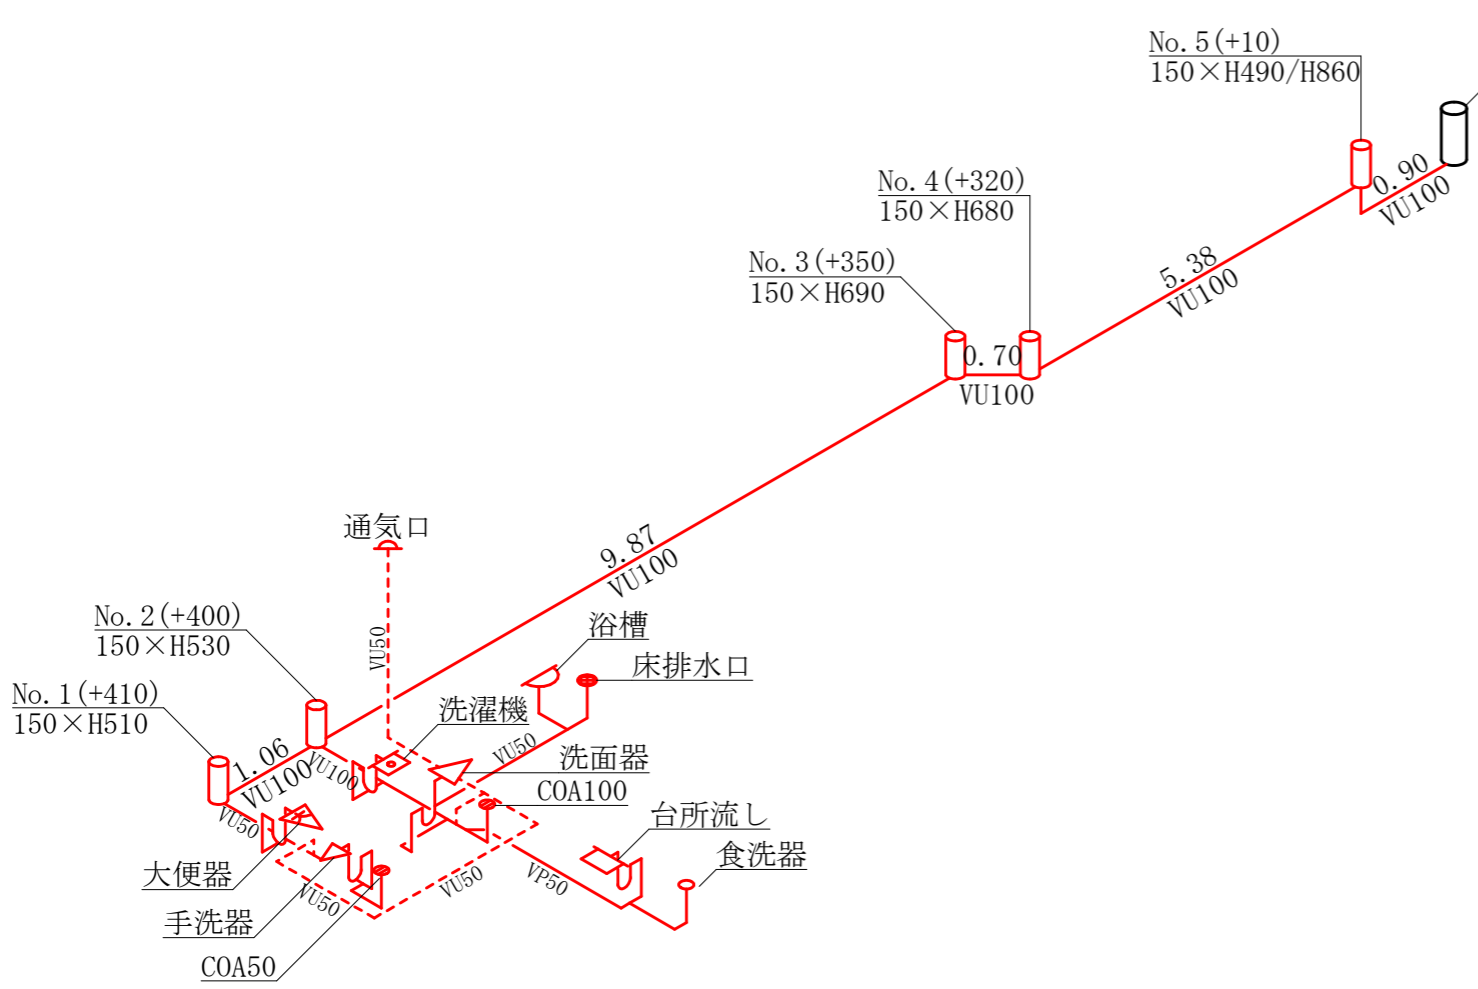 No.5(+10)
150×H490/H860
0.90
VU100
No.4(+320)
150×H680
No.3(+350)
150×H690
5.38
VU100
0.70
VU100
9.87
VU100
通気口
VU50
No.2(+400)
150×H530
No.1(+410)
150×H510
浴槽
床排水口
洗濯機
VU50
洗面器
COA100
1.06
VU100
VU100
VU50
台所流し
食洗器
大便器
手洗器
VU50
VU50
VP50
COA50